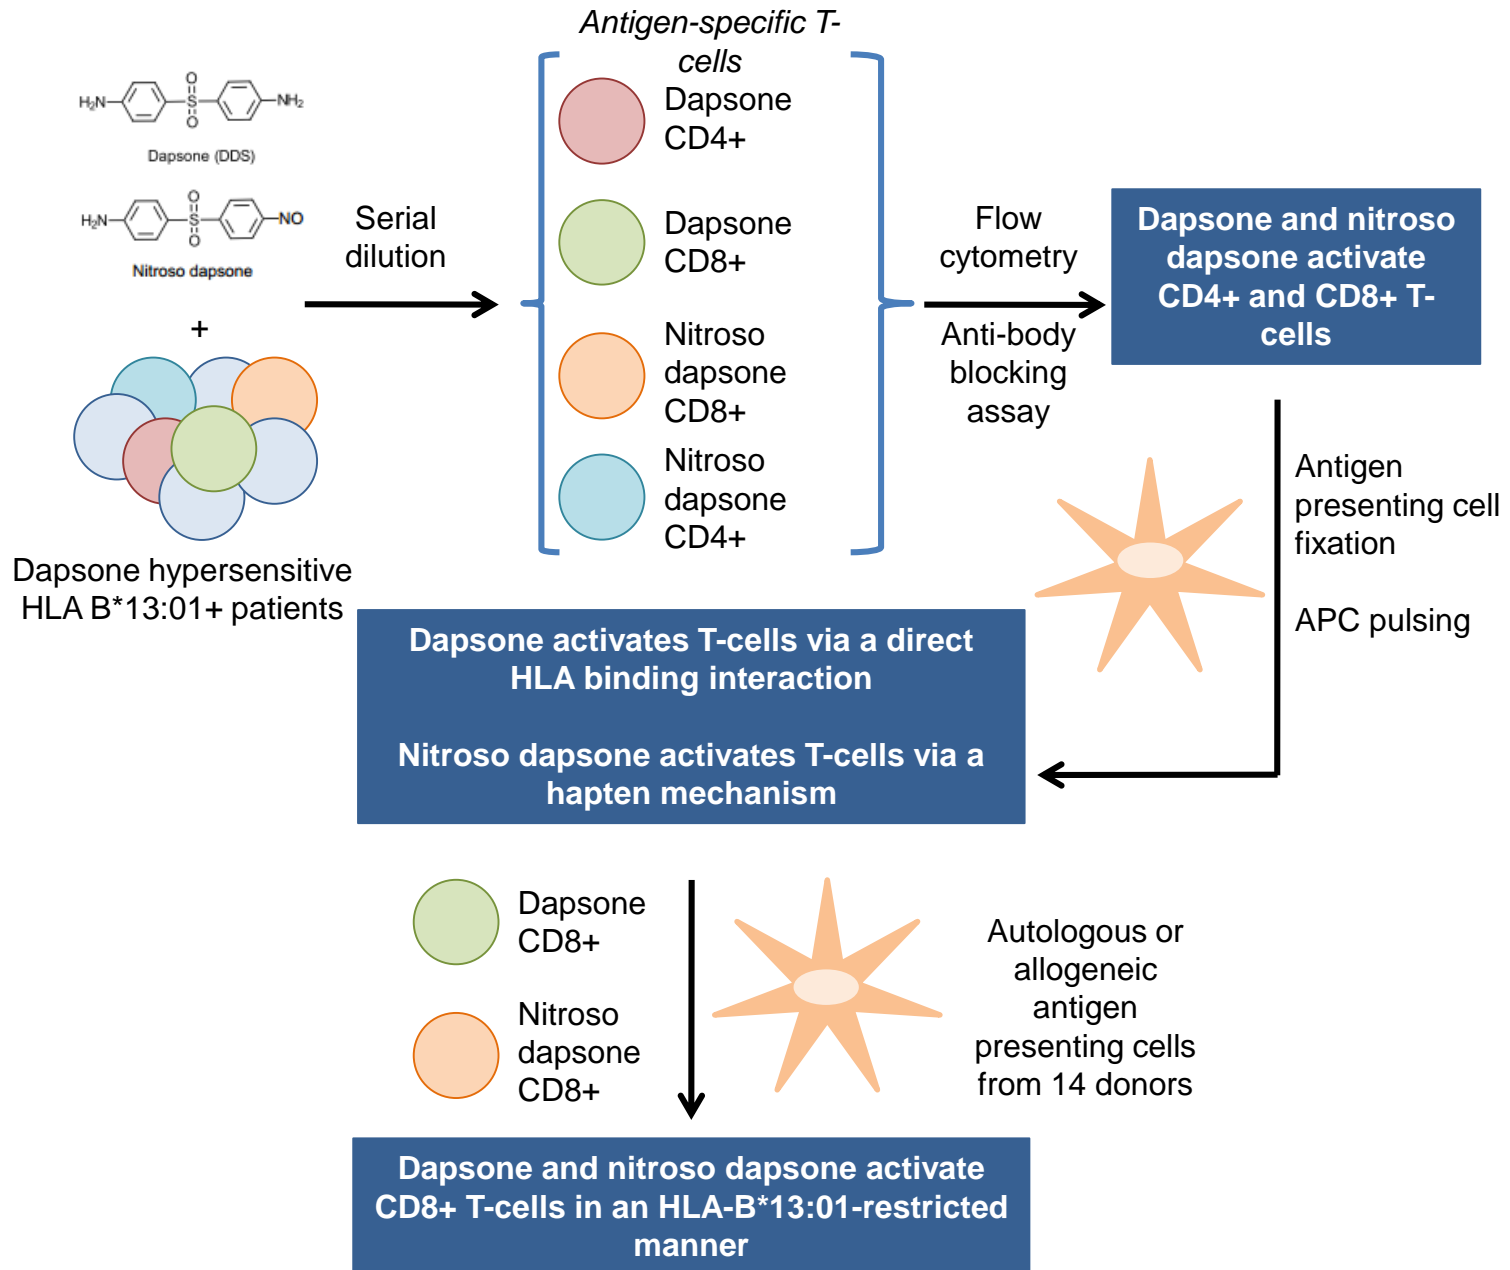 H₂N
O
S
O
NH₂
Dapsone (DDS)
H₂N
O
S
O
NO
Nitroso dapsone
+
Dapsone hypersensitive
HLA B*13:01+ patients
Serial
dilution
Antigen-specific T-
cells
Dapsone
CD4+
Dapsone
CD8+
Nitroso
dapsone
CD8+
Nitroso
dapsone
CD4+
Flow
cytometry
Anti-body
blocking
assay
Dapsone and nitroso
dapsone activate
CD4+ and CD8+ T-
cells
Antigen
presenting cell
fixation
APC pulsing
Dapsone activates T-cells via a direct
HLA binding interaction
Nitroso dapsone activates T-cells via a
hapten mechanism
Dapsone
CD8+
Nitroso
dapsone
CD8+
Autologous or
allogeneic
antigen
presenting cells
from 14 donors
Dapsone and nitroso dapsone activate
CD8+ T-cells in an HLA-B*13:01-restricted
manner